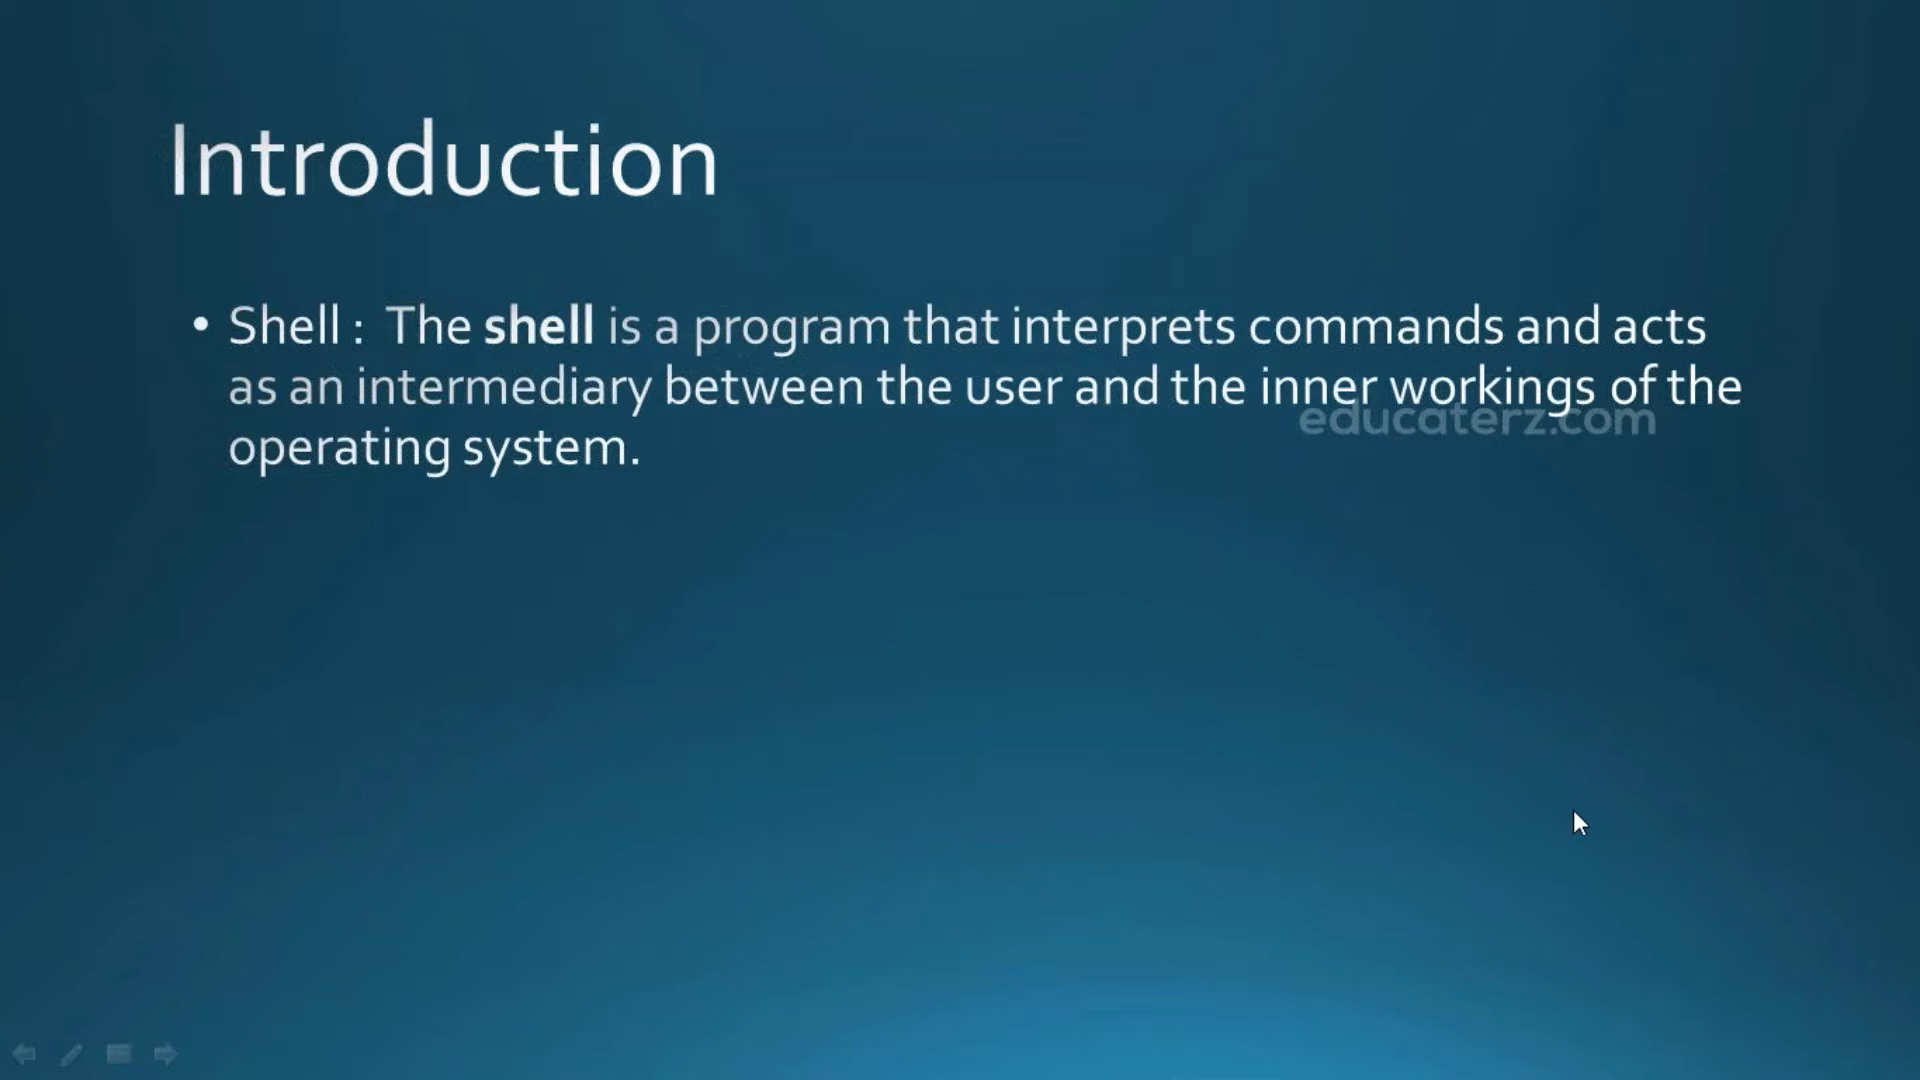 Introduction
• Shell : The shell is a program that interprets commands and acts
as an intermediary between the user and the inner workings of the
educaterz.com
operating system.